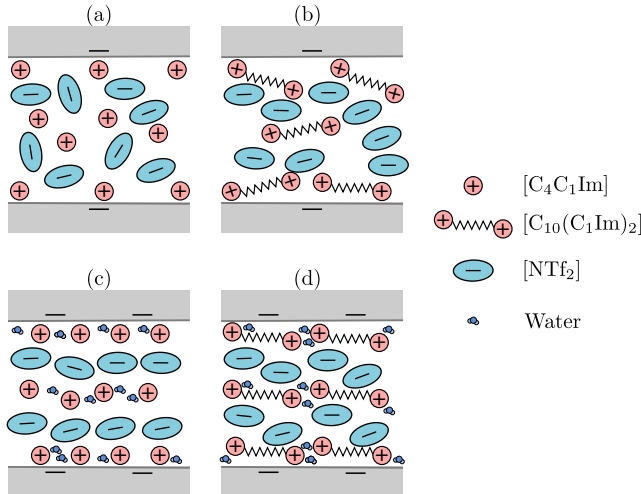 (a) (b)
[C₄C₁Im]
[C₁₀(C₁Im)₂]
[NTf₂]
Water
(c) (d)